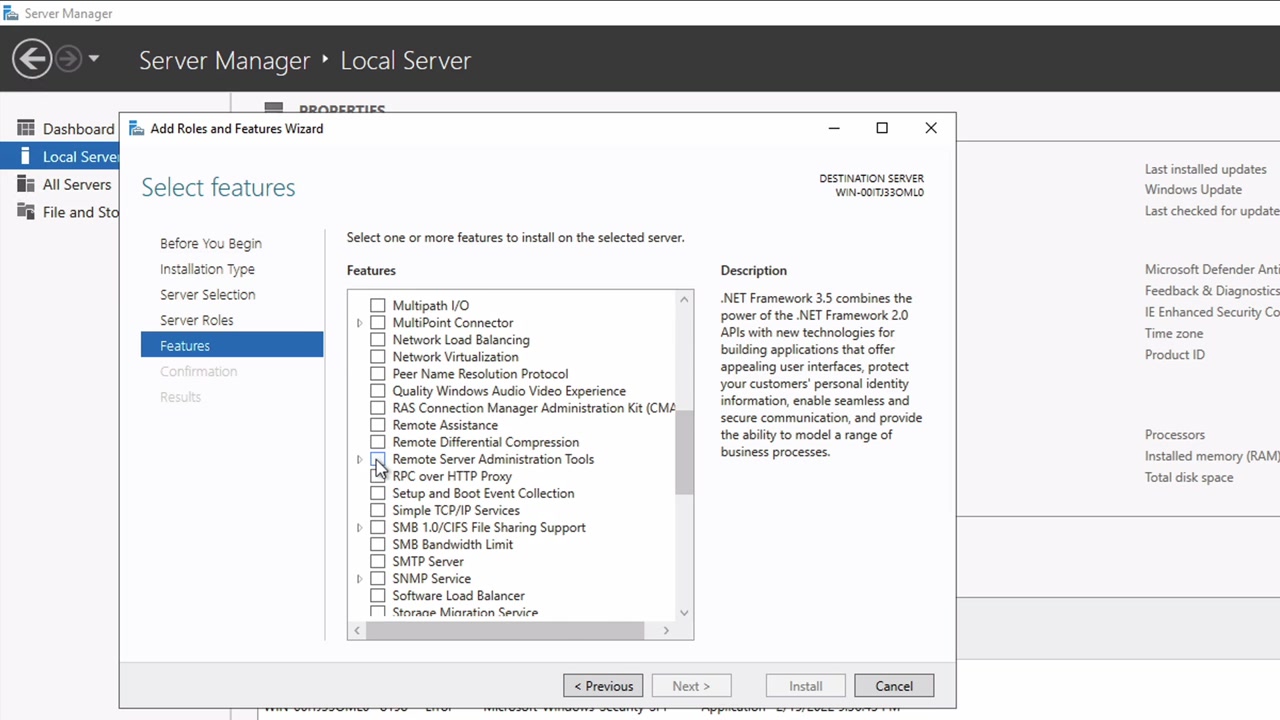 Server Manager
Server Manager ‣ Local Server
PROPERTIES
Dashboard
Local Server
All Servers
File and Sto
Add Roles and Features Wizard
Select features
DESTINATION SERVER
WIN-00ITJ33OML0
Before You Begin
Installation Type
Server Selection
Server Roles
Features
Confirmation
Results
Select one or more features to install on the selected server.
Features
Multipath I/O
MultiPoint Connector
Network Load Balancing
Network Virtualization
Peer Name Resolution Protocol
Quality Windows Audio Video Experience
RAS Connection Manager Administration Kit (CMA
Remote Assistance
Remote Differential Compression
Remote Server Administration Tools
RPC over HTTP Proxy
Setup and Boot Event Collection
Simple TCP/IP Services
SMB 1.0/CIFS File Sharing Support
SMB Bandwidth Limit
SMTP Server
SNMP Service
Software Load Balancer
Storage Migration Service
Description
.NET Framework 3.5 combines the
power of the .NET Framework 2.0
APIs with new technologies for
building applications that offer
appealing user interfaces, protect
your customers' personal identity
information, enable seamless and
secure communication, and provide
the ability to model a range of
business processes.
< Previous
Next >
Install
Cancel
Last installed updates
Windows Update
Last checked for update
Microsoft Defender Anti
Feedback & Diagnostics
IE Enhanced Security Co
Time zone
Product ID
Processors
Installed memory (RAM)
Total disk space
Error
Application